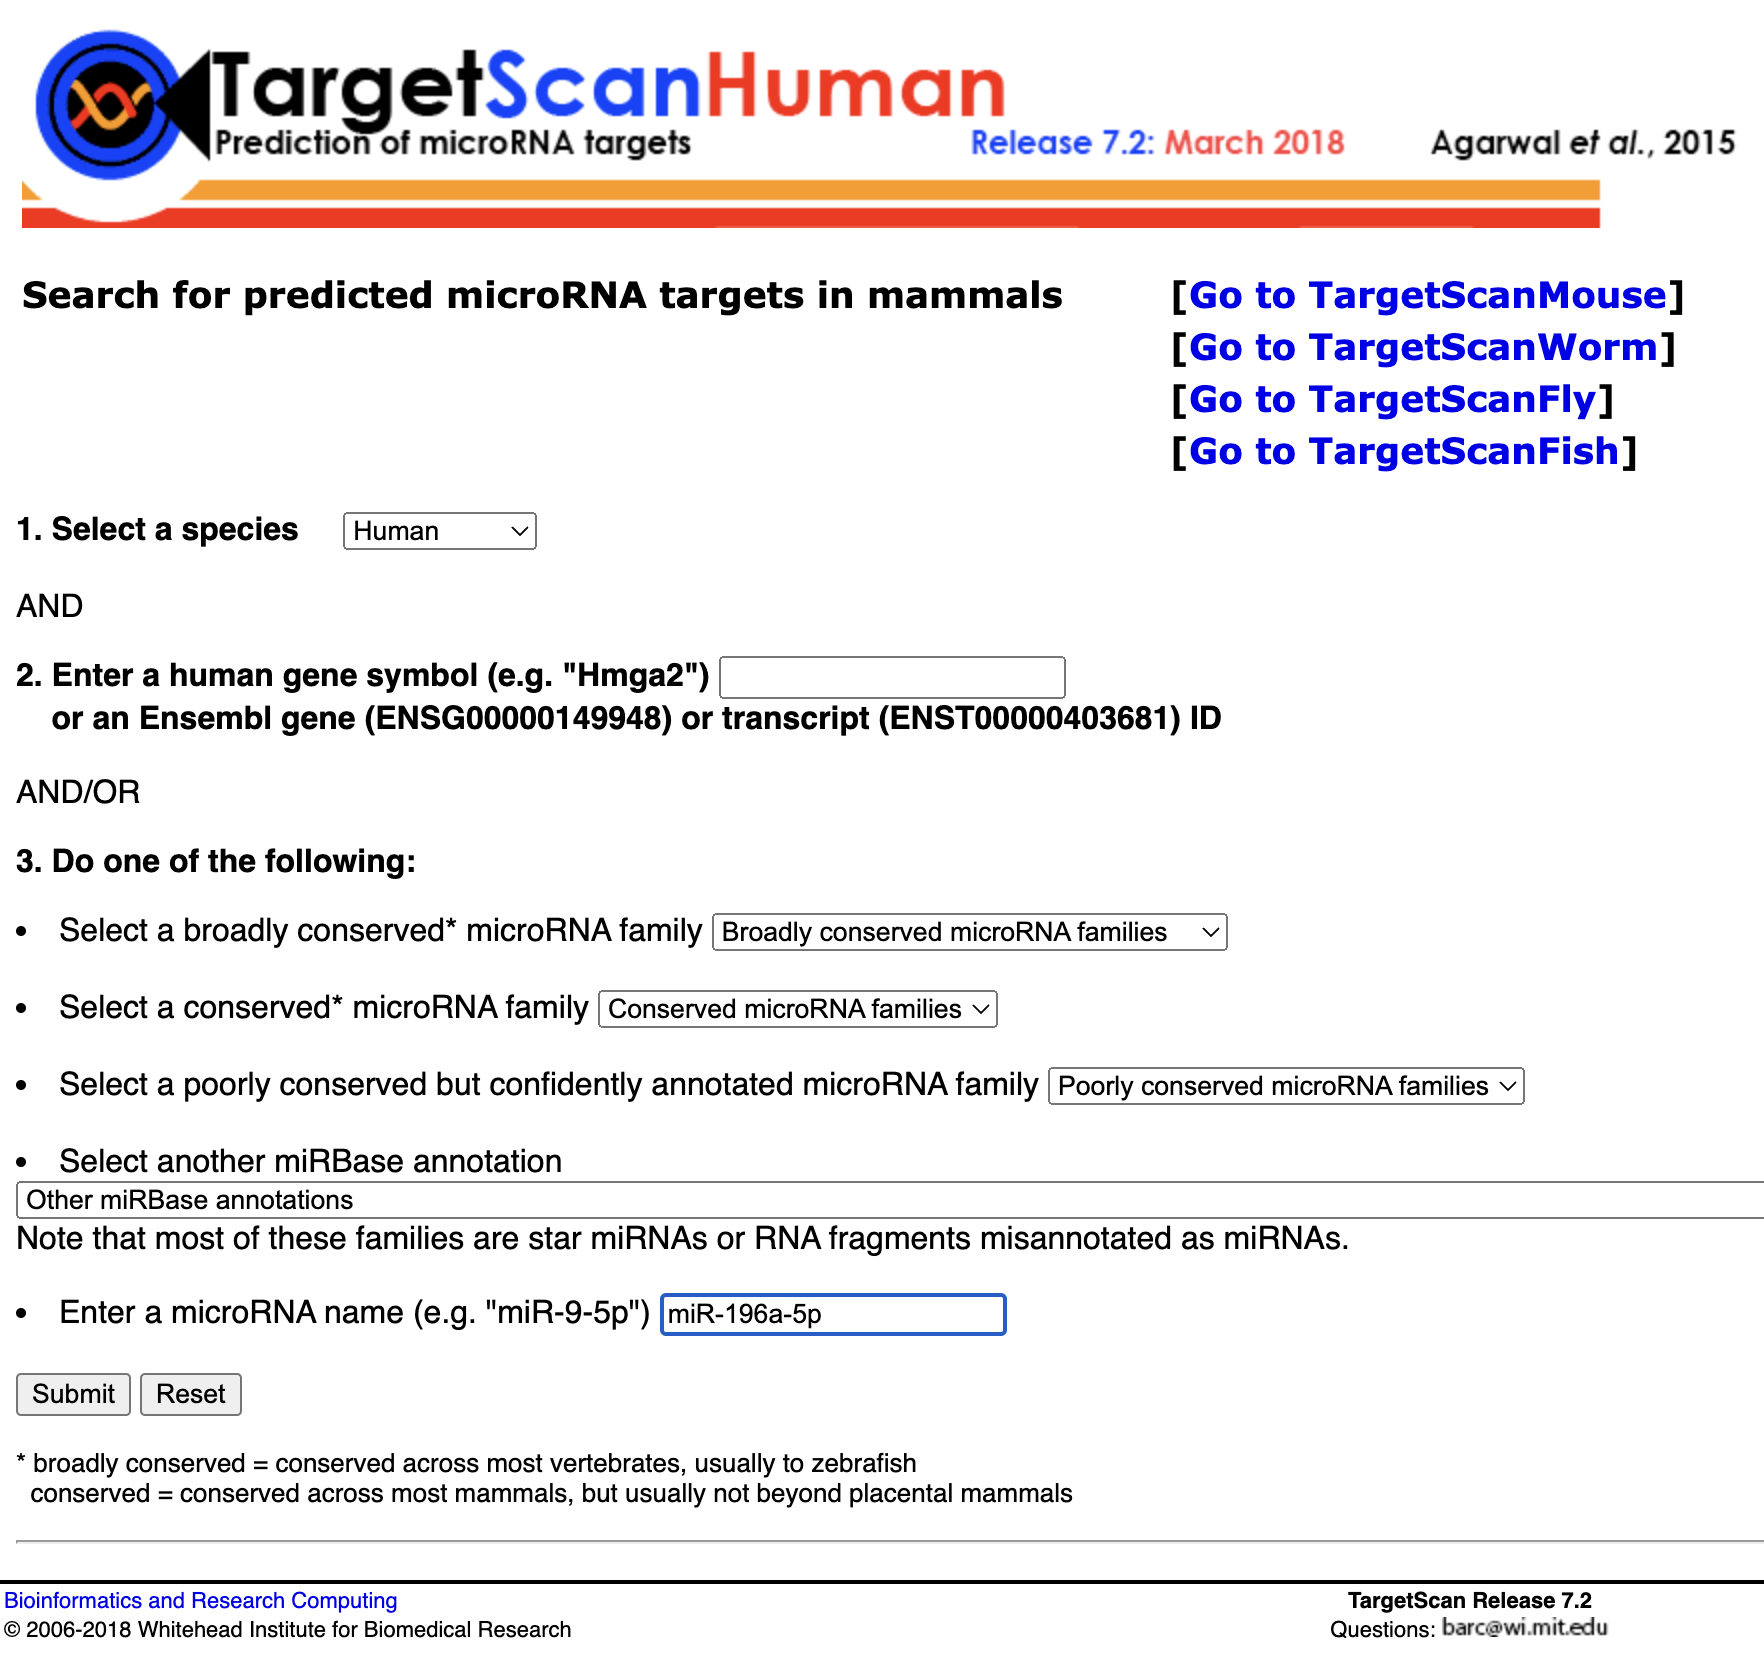 TargetScanHuman
Prediction of microRNA targets Release 7.2: March 2018 Agarwal et al., 2015
Search for predicted microRNA targets in mammals [Go to TargetScanMouse]
[Go to TargetScanWorm]
[Go to TargetScanFly]
[Go to TargetScanFish]
1. Select a species Human
AND
2. Enter a human gene symbol (e.g. "Hmga2")
or an Ensembl gene (ENSG00000149948) or transcript (ENST00000403681) ID
AND/OR
3. Do one of the following:
• Select a broadly conserved* microRNA family Broadly conserved microRNA families
• Select a conserved* microRNA family Conserved microRNA families
• Select a poorly conserved but confidently annotated microRNA family Poorly conserved microRNA families
• Select another miRBase annotation
Other miRBase annotations
Note that most of these families are star miRNAs or RNA fragments misannotated as miRNAs.
• Enter a microRNA name (e.g. "miR-9-5p") miR-196a-5p
Submit Reset
* broadly conserved = conserved across most vertebrates, usually to zebrafish
conserved = conserved across most mammals, but usually not beyond placental mammals
Bioinformatics and Research Computing TargetScan Release 7.2
© 2006-2018 Whitehead Institute for Biomedical Research Questions: barc@wi.mit.edu